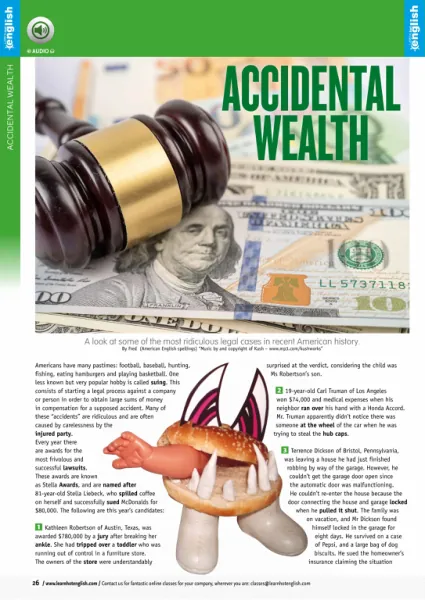 english
english
AUDIO
ACCIDENTAL WEALTH
ACCIDENTAL
WEALTH
LL 5737118
10
A look at some of the most ridiculous legal cases in recent American history.
By Fred (American English spellings) "Music by and copyright of Kush – www.mp3.com/kushworks"
Americans have many pastimes: football, baseball, hunting,
fishing, eating hamburgers and playing basketball. One
less known but very popular hobby is called suing. This
consists of starting a legal process against a company
or person in order to obtain large sums of money
in compensation for a supposed accident. Many of
these "accidents" are ridiculous and are often
caused by carelessness by the
injured party.
Every year there
are awards for the
most frivolous and
successful lawsuits.
These awards are known
as Stella Awards, and are named after
81-year-old Stella Liebeck, who spilled coffee
on herself and successfully sued McDonalds for
$80,000. The following are this year's candidates:
1 Kathleen Robertson of Austin, Texas, was
awarded $780,000 by a jury after breaking her
ankle. She had tripped over a toddler who was
running out of control in a furniture store.
The owners of the store were understandably
surprised at the verdict, considering the child was
Ms Robertson's son.
2 19-year-old Carl Truman of Los Angeles
won $74,000 and medical expenses when his
neighbor ran over his hand with a Honda Accord.
Mr. Truman apparently didn't notice there was
someone at the wheel of the car when he was
trying to steal the hub caps.
3 Terrence Dickson of Bristol, Pennsylvania,
was leaving a house he had just finished
robbing by way of the garage. However, he
couldn't get the garage door open since
the automatic door was malfunctioning.
He couldn't re-enter the house because the
door connecting the house and garage locked
when he pulled it shut. The family was
on vacation, and Mr Dickson found
himself locked in the garage for
eight days. He survived on a case
of Pepsi, and a large bag of dog
biscuits. He sued the homeowner's
insurance claiming the situation
26 / www.learnhotenglish.com / Contact us for fantastic online classes for your company, wherever you are: classes@learnhotenglish.com